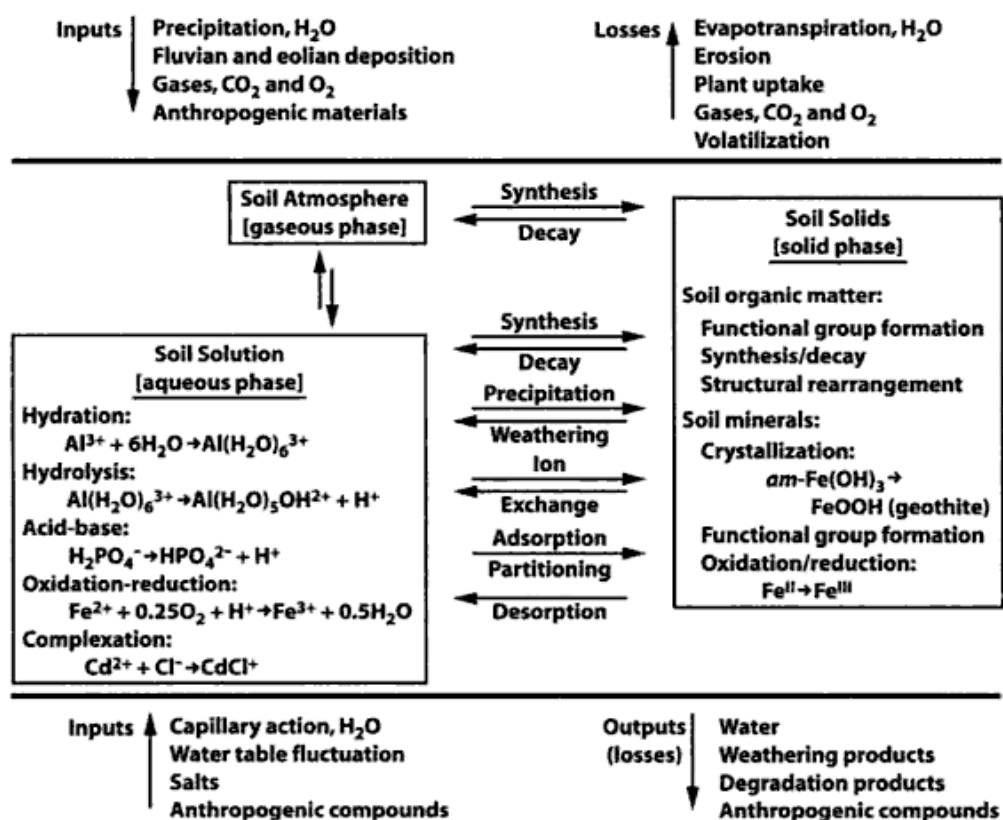 Inputs
Precipitation, H₂O
Fluvian and eolian deposition
Gases, CO₂ and O₂
Anthropogenic materials
Losses
Evapotranspiration, H₂O
Erosion
Plant uptake
Gases, CO₂ and O₂
Volatilization
Soil Atmosphere
[gaseous phase]
Synthesis
Decay
Soil Solids
[solid phase]
Soil organic matter:
Functional group formation
Synthesis/decay
Structural rearrangement
Soil minerals:
Crystallization:
am-Fe(OH)₃→
FeOOH (geothite)
Functional group formation
Oxidation/reduction:
Feᴵᴵ→Feᴵᴵᴵ
Synthesis
Decay
Precipitation
Weathering
Ion
Exchange
Adsorption
Partitioning
Desorption
Soil Solution
[aqueous phase]
Hydration:
Al³⁺ + 6H₂O→Al(H₂O)₆³⁺
Hydrolysis:
Al(H₂O)₆³⁺→Al(H₂O)₅OH²⁺ + H⁺
Acid-base:
H₂PO₄⁻→HPO₄²⁻ + H⁺
Oxidation-reduction:
Fe²⁺ + 0.25O₂ + H⁺→Fe³⁺ + 0.5H₂O
Complexation:
Cd²⁺ + Cl⁻→CdCl⁺
Inputs
Capillary action, H₂O
Water table fluctuation
Salts
Anthropogenic compounds
Outputs
(losses)
Water
Weathering products
Degradation products
Anthropogenic compounds